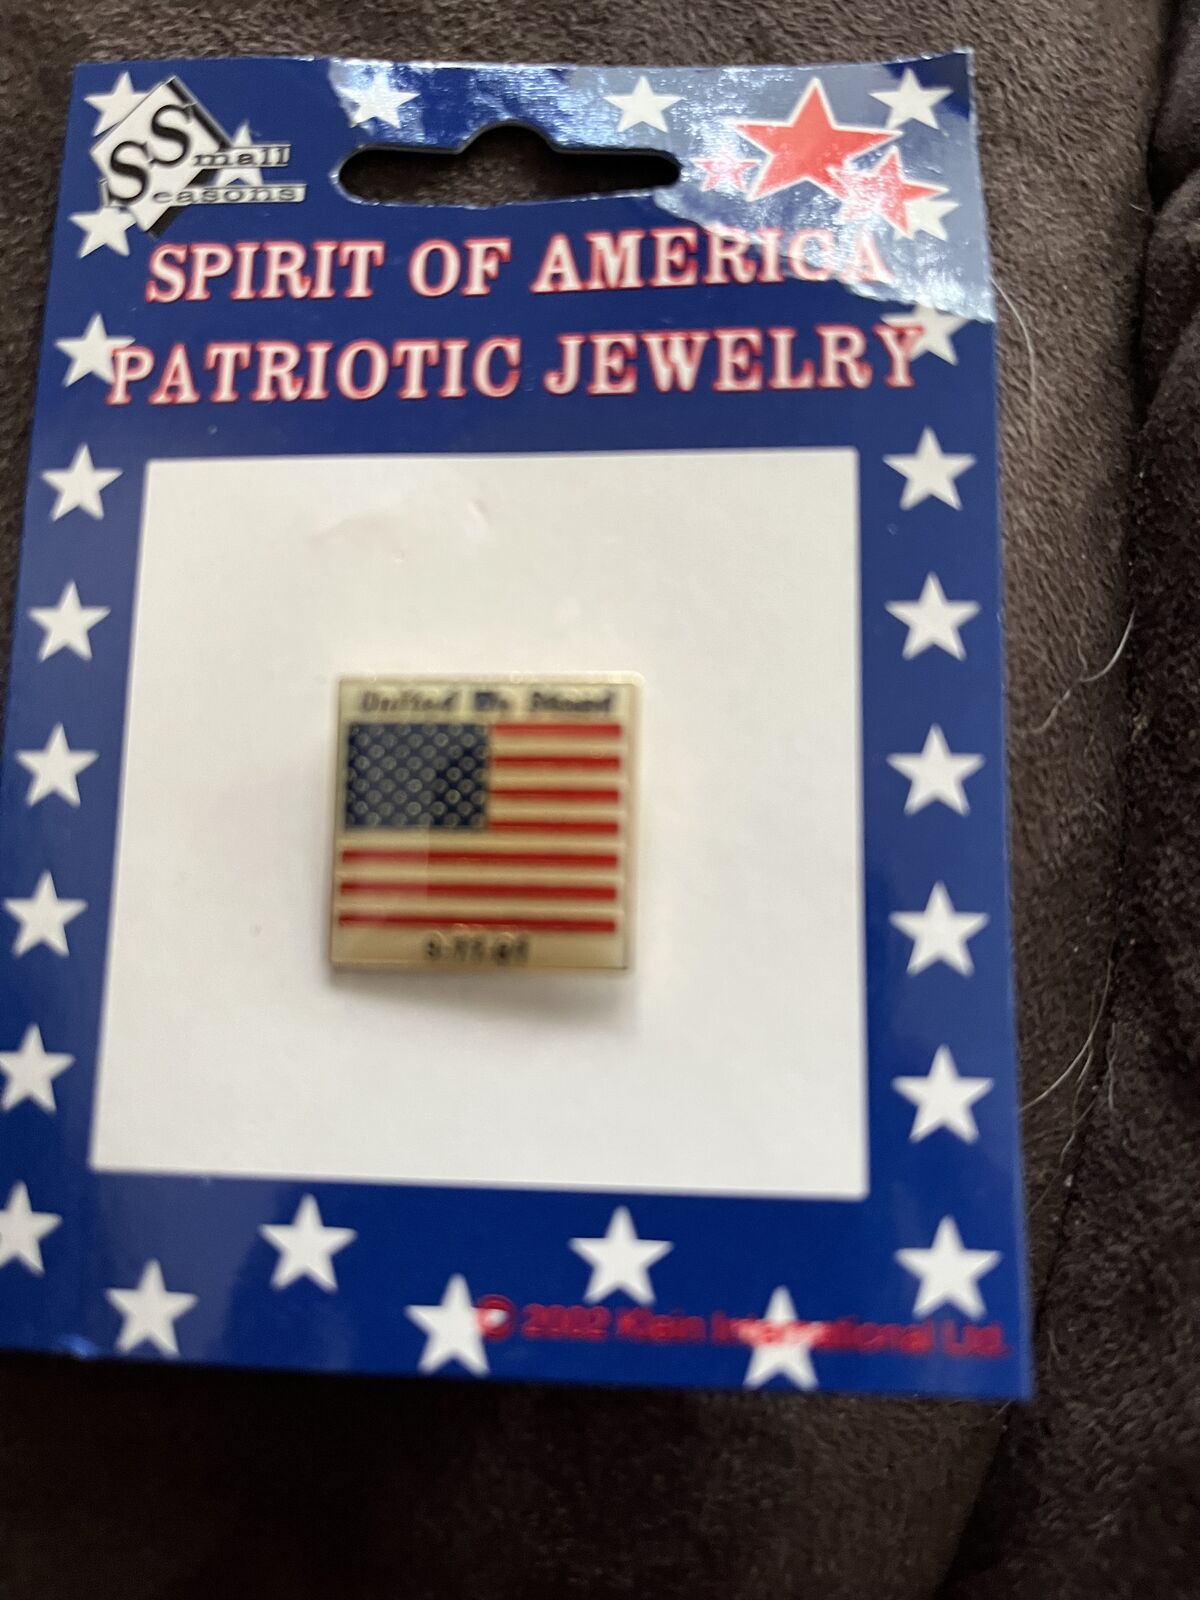 Small
Seasons
SPIRIT OF AMERICA
PATRIOTIC JEWELRY
United We Stand
9-11-01
© 2002 Klein International Ltd.